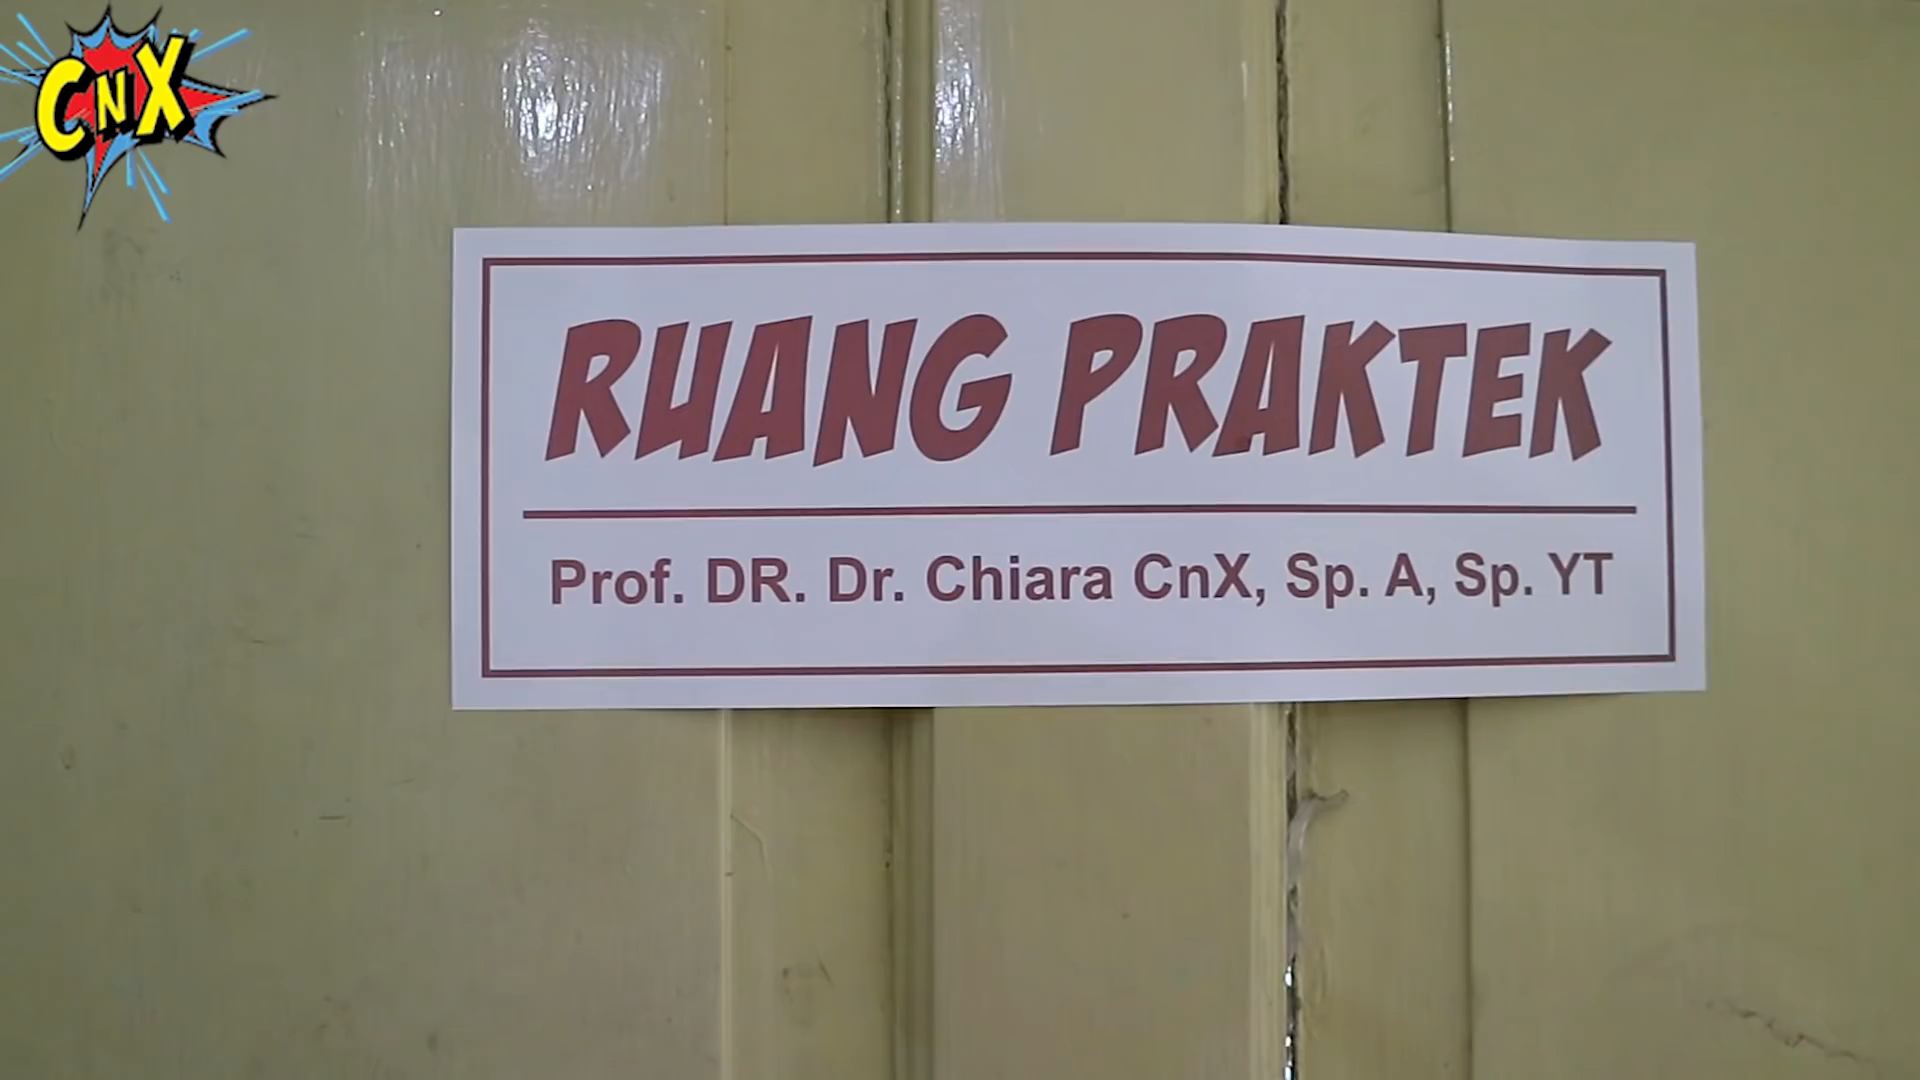 CNX
RUANG PRAKTEK
Prof. DR. Dr. Chiara CnX, Sp. A, Sp. YT